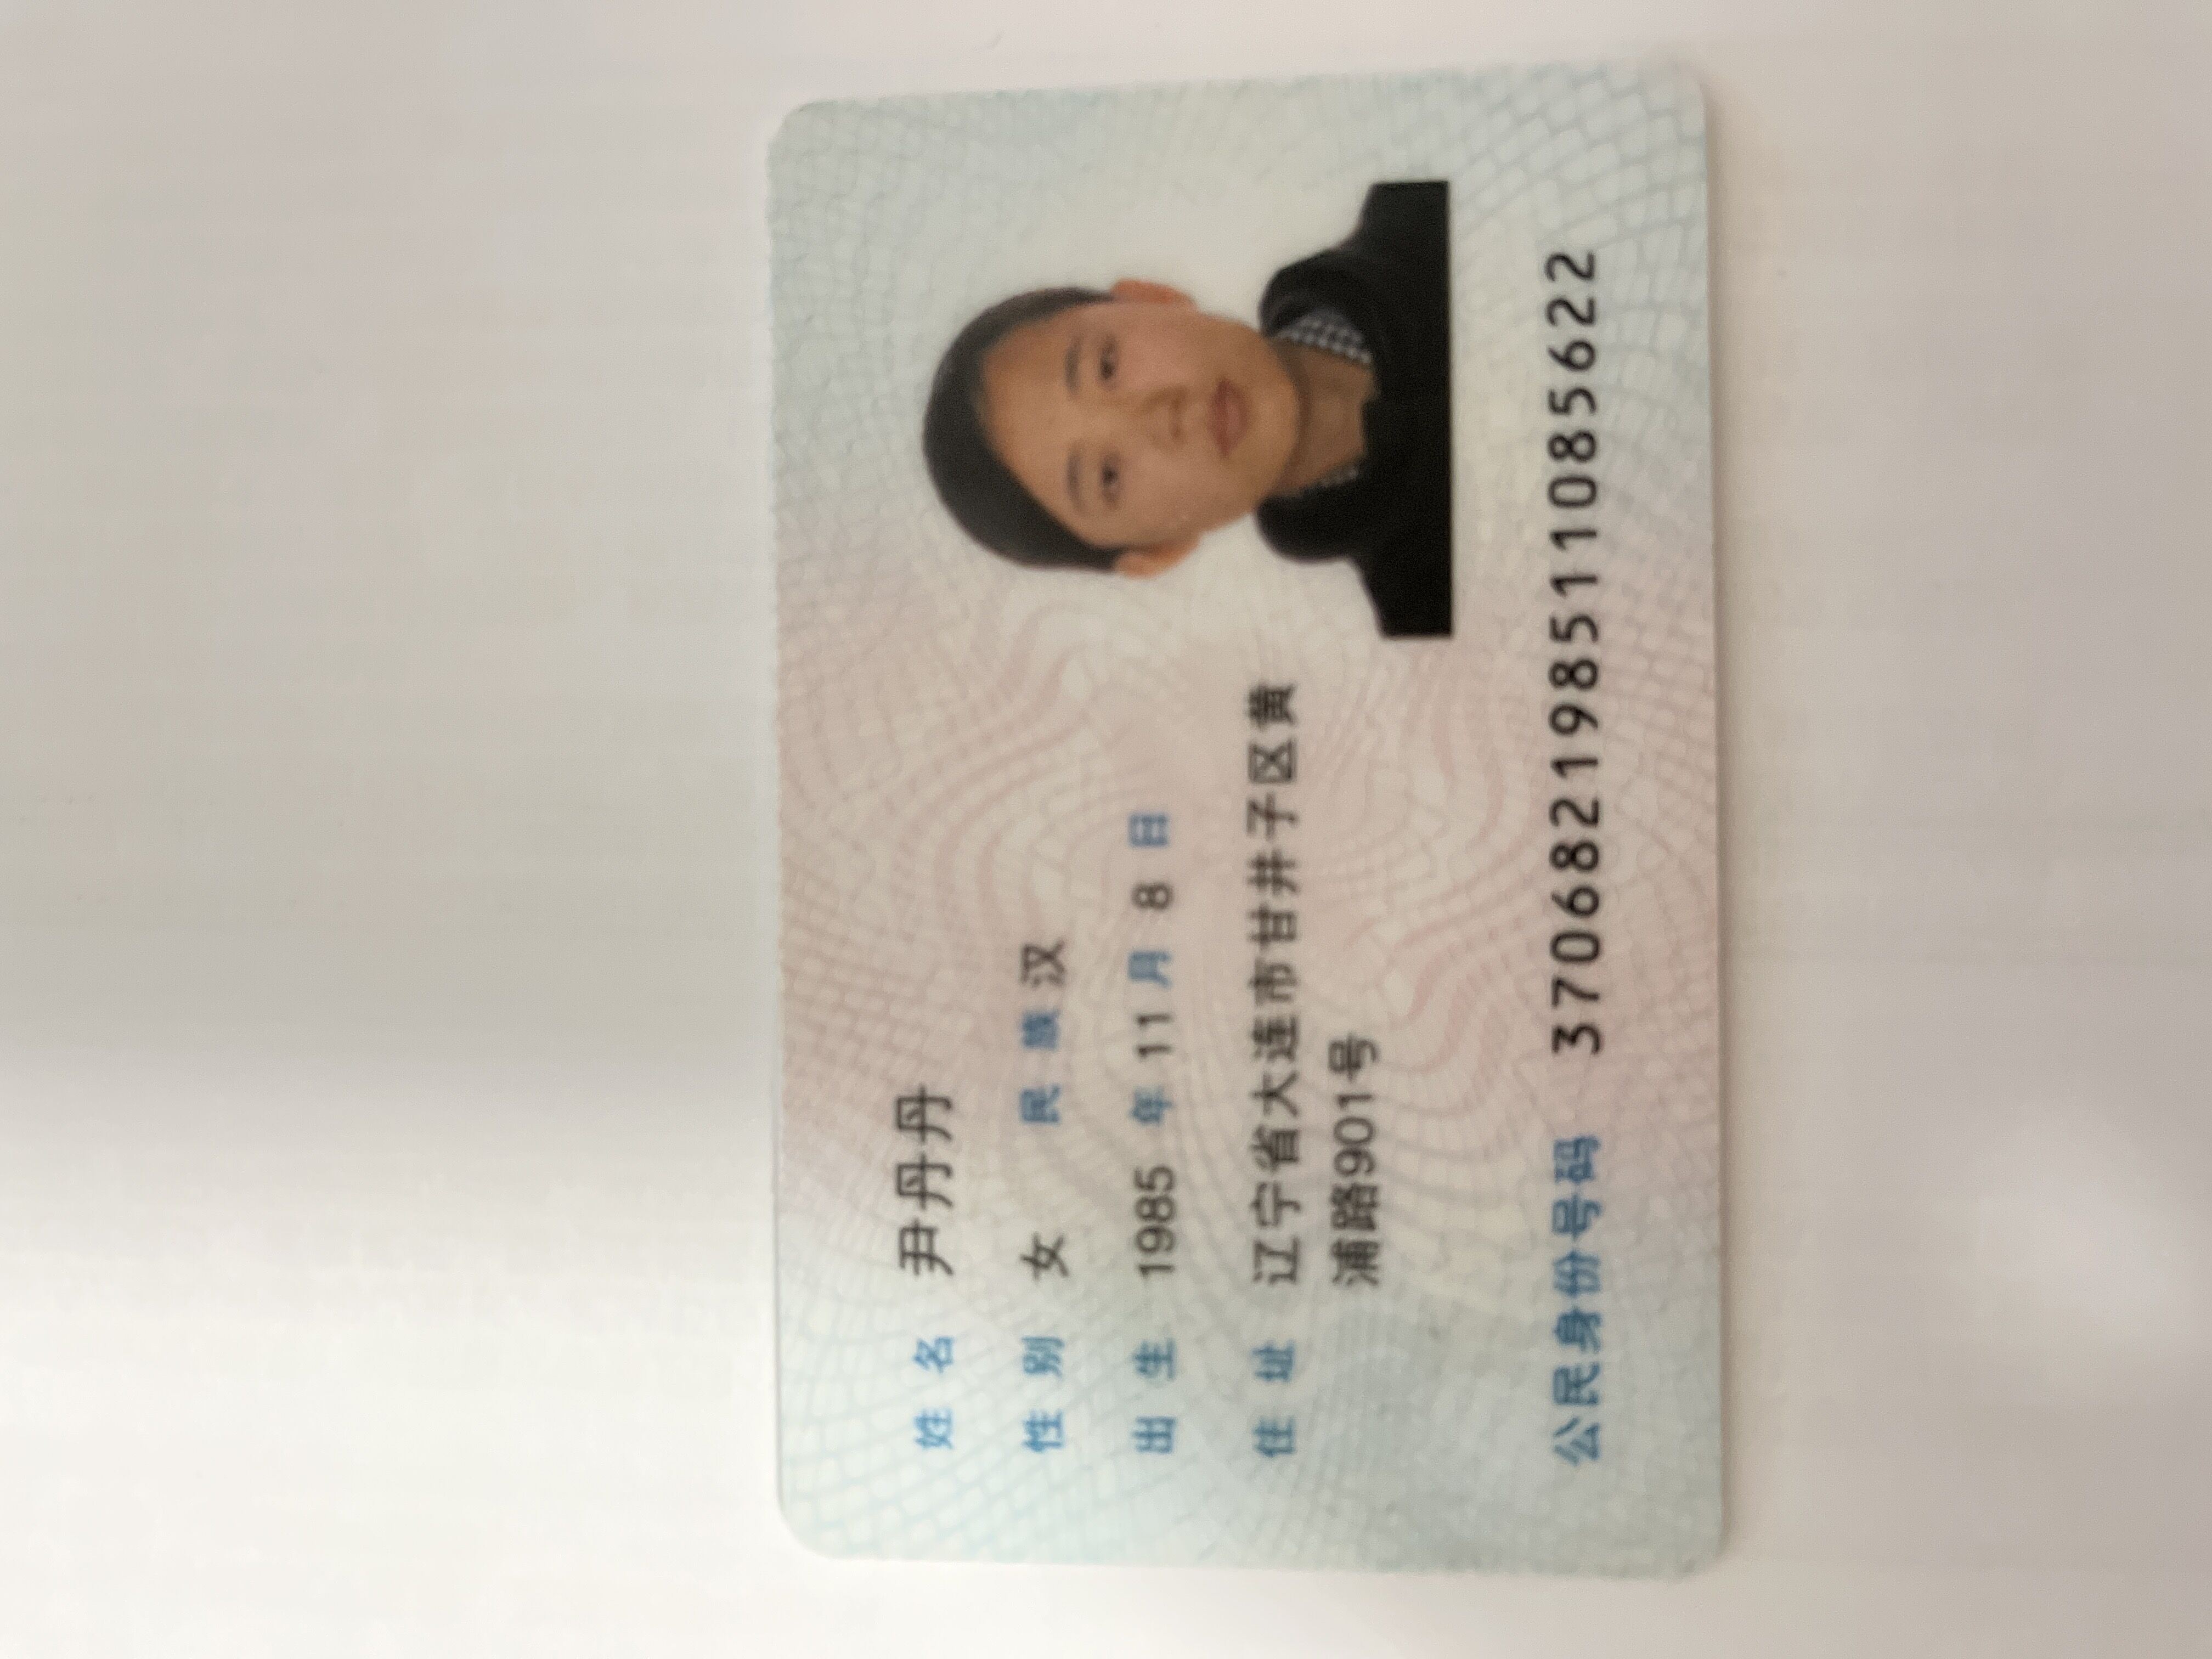 姓名 尹丹丹
性别 女 民族 汉
出生 1985 年 11 月 8 日
住址 辽宁省大连市甘井子区黄
浦路901号
公民身份号码 370682198511085622